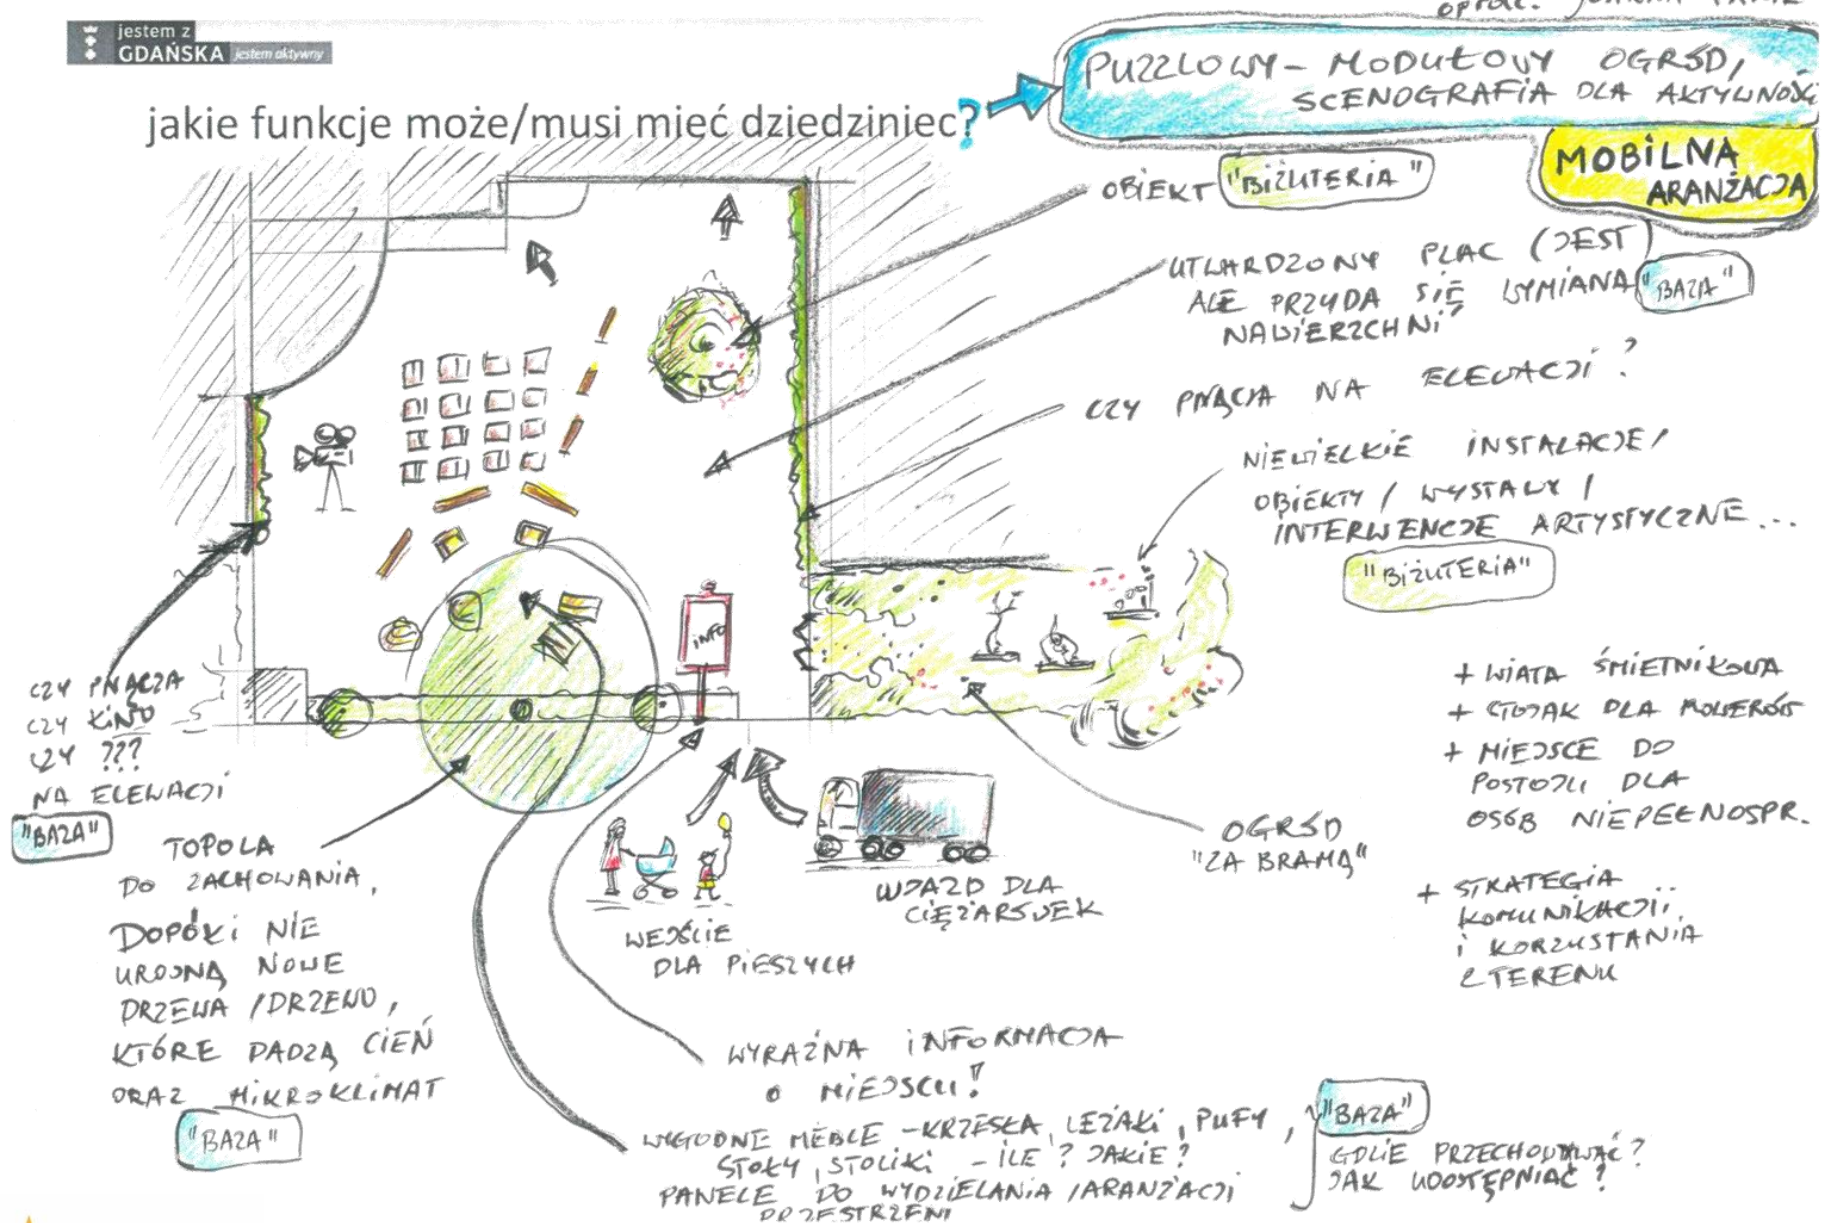 oprac. JOANNA
jestem z
GDAŃSKA jestem aktywny
jakie funkcje może/musi mieć dziedziniec?
PUZZLOWY - MODUŁOWY OGRÓD,
SCENOGRAFIA DLA AKTYWNOŚCI
MOBILNA
ARANŻACJA
OBIEKT "BIŻUTERIA"
UTWARDZONY PLAC (JEST)
ALE PRZYDA SIĘ WYMIANA "BAZA"
NAWIERZCHNI
CZY PNĄCZA NA ELEWACJI?
NIEWIELKIE INSTALACJE/
OBIEKTY / WYSTAWY /
INTERWENCJE ARTYSTYCZNE...
"BIŻUTERIA"
INFO
CZY PNĄCZA
CZY KINO
CZY ???
NA ELEWACJI
"BAZA"
TOPOLA
DO ZACHOWANIA,
DOPÓKI NIE
UROSNĄ NOWE
DRZEWA / DRZEWO,
KTÓRE DADZĄ CIEŃ
ORAZ MIKROKLIMAT
"BAZA"
WEJŚCIE
DLA PIESZYCH
WJAZD DLA
CIĘŻARÓWEK
OGRÓD
"ZA BRAMĄ"
+ WIATA ŚMIETNIKOWA
+ STOJAK DLA ROWERÓW
+ MIEJSCE DO
POSTOJU DLA
OSÓB NIEPEŁNOSPR.
+ STRATEGIA
KOMUNIKACJI
I KORZYSTANIA
Z TERENU
WYRAŹNA INFORMACJA
O MIEJSCU!
WYGODNE MEBLE - KRZESŁA, LEŻAKI, PUFY,
STOŁY, STOLIKI - ILE? JAKIE?
PANELE DO WYDZIELANIA / ARANŻACJI
PRZESTRZENI
"BAZA"
GDZIE PRZECHOWYWAĆ?
JAK UDOSTĘPNIAĆ?